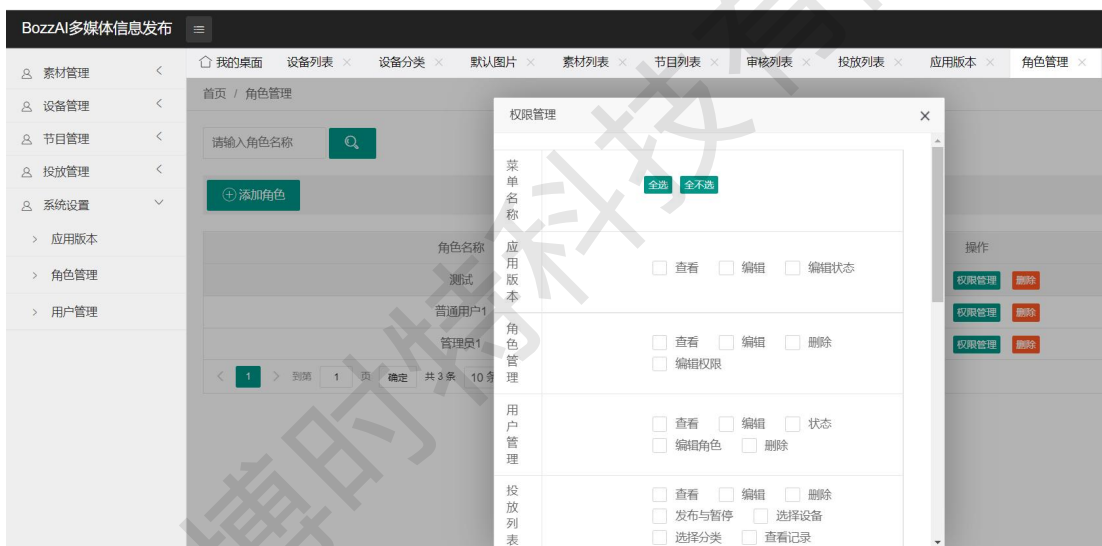 BozzAI多媒体信息发布
我的桌面 设备列表 × 设备分类 × 默认图片 × 素材列表 × 节目列表 × 审核列表 × 投放列表 × 应用版本 × 角色管理 ×
素材管理
设备管理
节目管理
投放管理
系统设置
应用版本
角色管理
用户管理
首页 / 角色管理
请输入角色名称
添加角色
角色名称 操作
测试 权限管理 删除
普通用户1 权限管理 删除
管理员1 权限管理 删除
1 到第 1 页 确定 共3条 10条
权限管理 ×
菜单名称 全选 全不选
应用版本 查看 编辑 编辑状态
角色管理 查看 编辑 删除
编辑权限
用户管理 查看 编辑 状态
编辑角色 删除
投放列表 查看 编辑 删除
发布与暂停 选择设备
选择分类 查看记录
博时特科技有